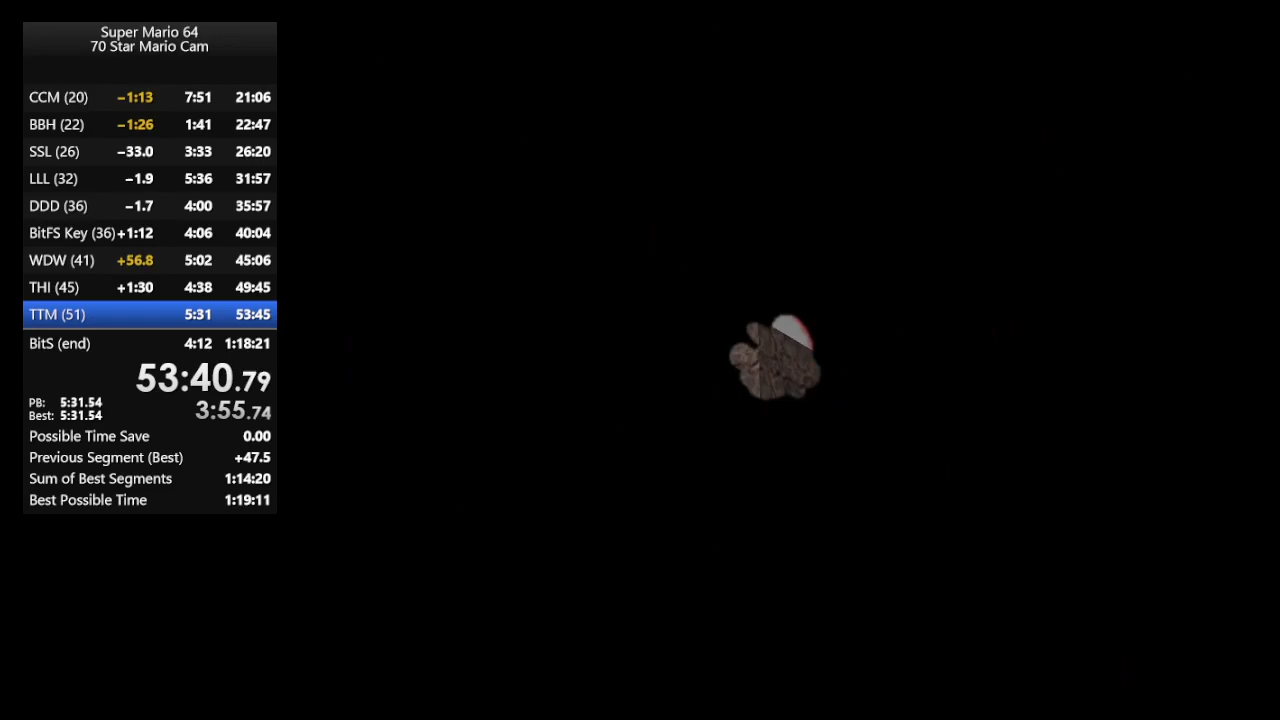 Super Mario 64
70 Star Mario Cam
CCM (20) −1:13 7:51 21:06
BBH (22) −1:26 1:41 22:47
SSL (26) −33.0 3:33 26:20
LLL (32) −1.9 5:36 31:57
DDD (36) −1.7 4:00 35:57
BitFS Key (36) +1:12 4:06 40:04
WDW (41) +56.8 5:02 45:06
THI (45) +1:30 4:38 49:45
TTM (51) 5:31 53:45
BitS (end) 4:12 1:18:21
53:40.79
PB: 5:31.54
Best: 5:31.54
3:55.74
Possible Time Save 0.00
Previous Segment (Best) +47.5
Sum of Best Segments 1:14:20
Best Possible Time 1:19:11